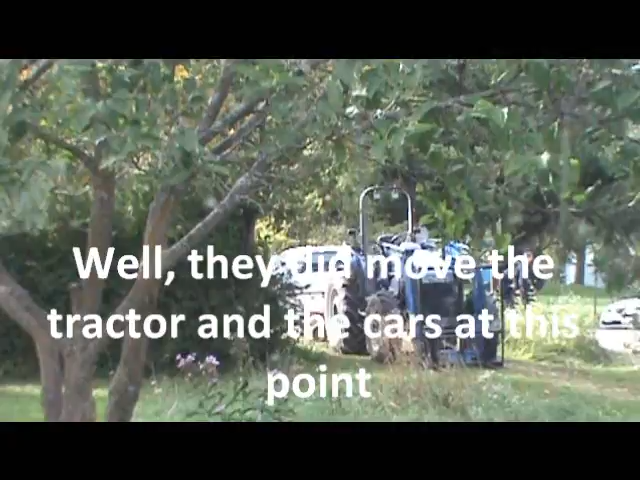 Well, they did move the
tractor and the cars at this
point